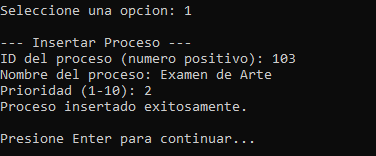 Seleccione una opcion: 1
--- Insertar Proceso ---
ID del proceso (numero positivo): 103
Nombre del proceso: Examen de Arte
Prioridad (1-10): 2
Proceso insertado exitosamente.
Presione Enter para continuar...